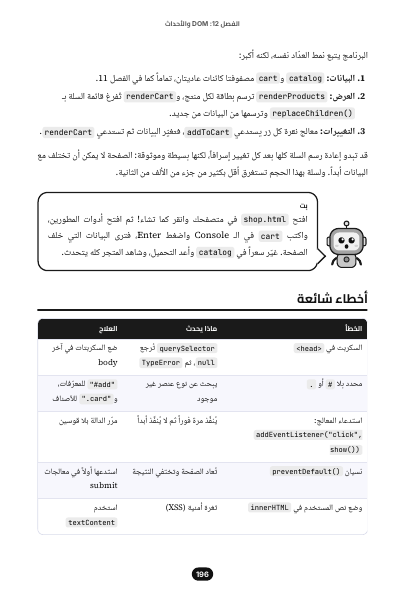 الفصل 12: DOM والأحداث
البرنامج يتبع نمط العدّاد نفسه، لكنه أكبر:
1. البيانات: catalog و cart مصفوفتا كائنات عاديتان، تماماً كما في الفصل 11.
2. العرض: renderProducts ترسم بطاقة لكل منتج، و renderCart تُفرغ قائمة السلة بـ
replaceChildren() وترسمها من البيانات من جديد.
3. التغييرات: معالج نقرة كل زر يستدعي addToCart ، فتغيّر البيانات ثم تستدعي renderCart .
قد تبدو إعادة رسم السلة كلها بعد كل تغيير إسرافاً، لكنها بسيطة وموثوقة: الصفحة لا يمكن أن تختلف مع
البيانات أبداً. ولسلة بهذا الحجم تستغرق أقل بكثير من جزء من الألف من الثانية.
بت
افتح shop.html في متصفحك وانقر كما تشاء! ثم افتح أدوات المطورين،
واكتب cart في الـ Console واضغط Enter، فترى البيانات التي خلف
الصفحة. غيّر سعراً في catalog وأعد التحميل، وشاهد المتجر كله يتحدث.
أخطاء شائعة
الخطأ ماذا يحدث العلاج
السكربت في <head> querySelector تُرجع ضع السكربتات في آخر
null ، ثم TypeError body
محدد بلا # أو . يبحث عن نوع عنصر غير "#add" للمعرّفات،
موجود و ".card" للأصناف
استدعاء المعالج: يُنفَّذ مرة فوراً ثم لا يُنفَّذ أبداً مرّر الدالة بلا قوسين
addEventListener("click",
show())
نسيان preventDefault() تُعاد الصفحة وتختفي النتيجة استدعها أولاً في معالجات
submit
وضع نص المستخدم في innerHTML ثغرة أمنية (XSS) استخدم
textContent
196